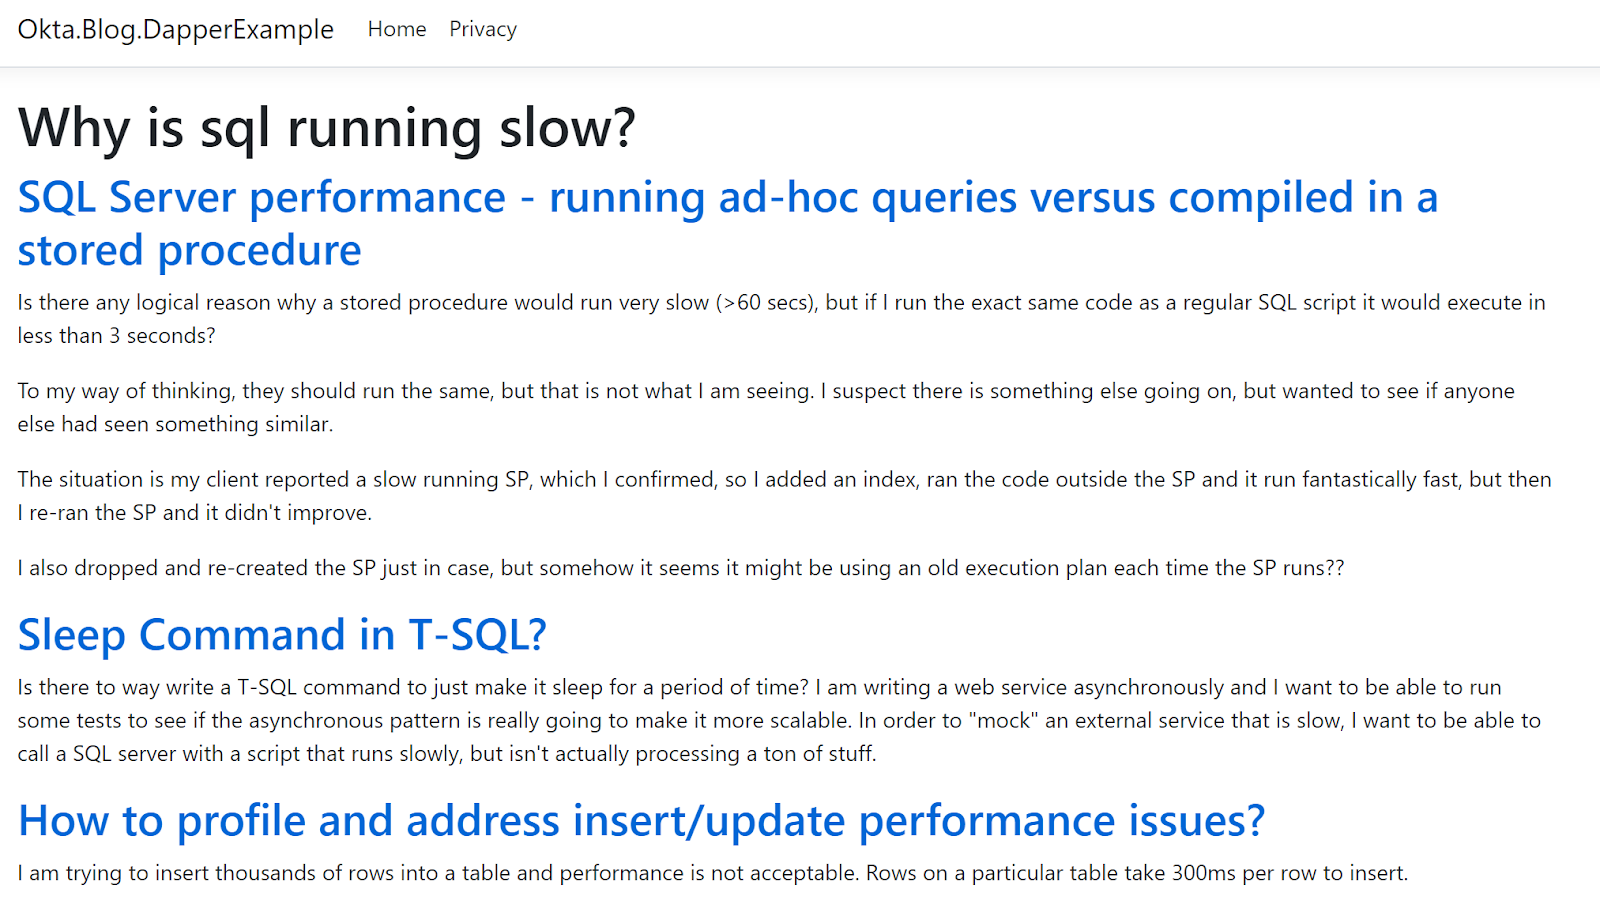 Okta.Blog.DapperExample Home Privacy
Why is sql running slow?
SQL Server performance - running ad-hoc queries versus compiled in a
stored procedure
Is there any logical reason why a stored procedure would run very slow (>60 secs), but if I run the exact same code as a regular SQL script it would execute in
less than 3 seconds?
To my way of thinking, they should run the same, but that is not what I am seeing. I suspect there is something else going on, but wanted to see if anyone
else had seen something similar.
The situation is my client reported a slow running SP, which I confirmed, so I added an index, ran the code outside the SP and it run fantastically fast, but then
I re-ran the SP and it didn't improve.
I also dropped and re-created the SP just in case, but somehow it seems it might be using an old execution plan each time the SP runs??
Sleep Command in T-SQL?
Is there to way write a T-SQL command to just make it sleep for a period of time? I am writing a web service asynchronously and I want to be able to run
some tests to see if the asynchronous pattern is really going to make it more scalable. In order to "mock" an external service that is slow, I want to be able to
call a SQL server with a script that runs slowly, but isn't actually processing a ton of stuff.
How to profile and address insert/update performance issues?
I am trying to insert thousands of rows into a table and performance is not acceptable. Rows on a particular table take 300ms per row to insert.